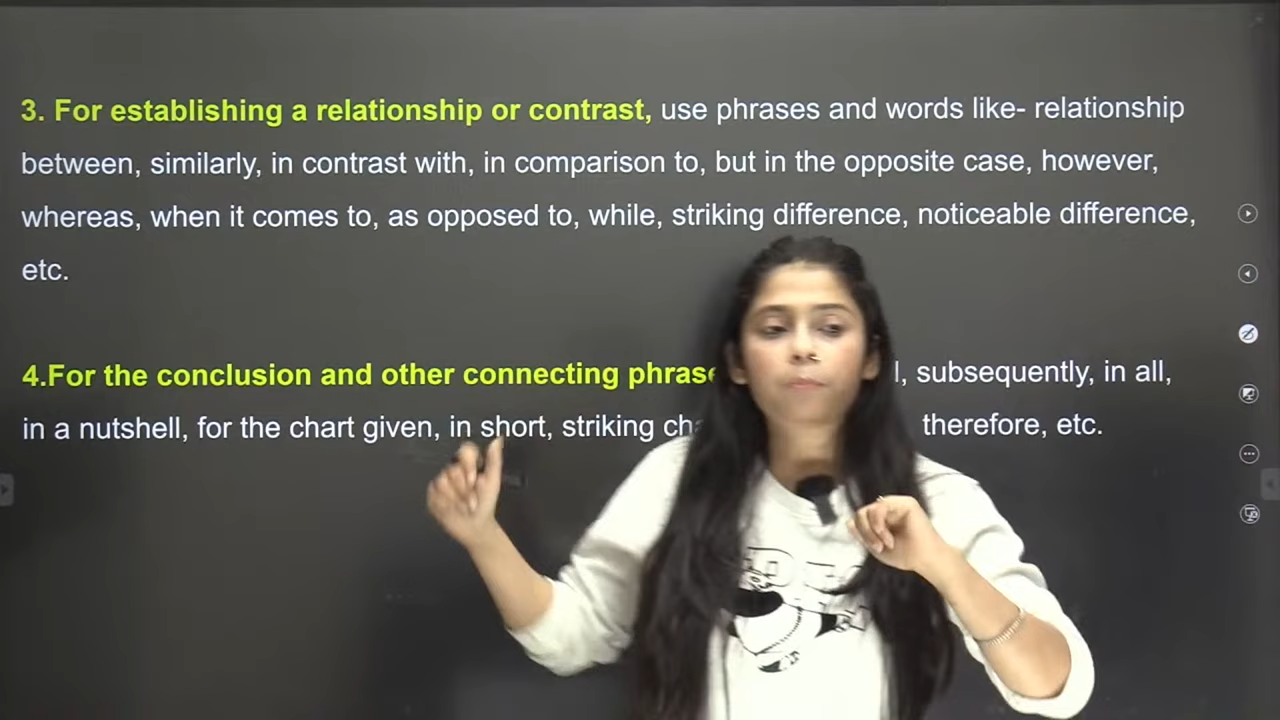 3. For establishing a relationship or contrast, use phrases and words like- relationship
between, similarly, in contrast with, in comparison to, but in the opposite case, however,
whereas, when it comes to, as opposed to, while, striking difference, noticeable difference,
etc.
4.For the conclusion and other connecting subsequently, in all,
in a nutshell, for the chart given, in short, striking therefore, etc.